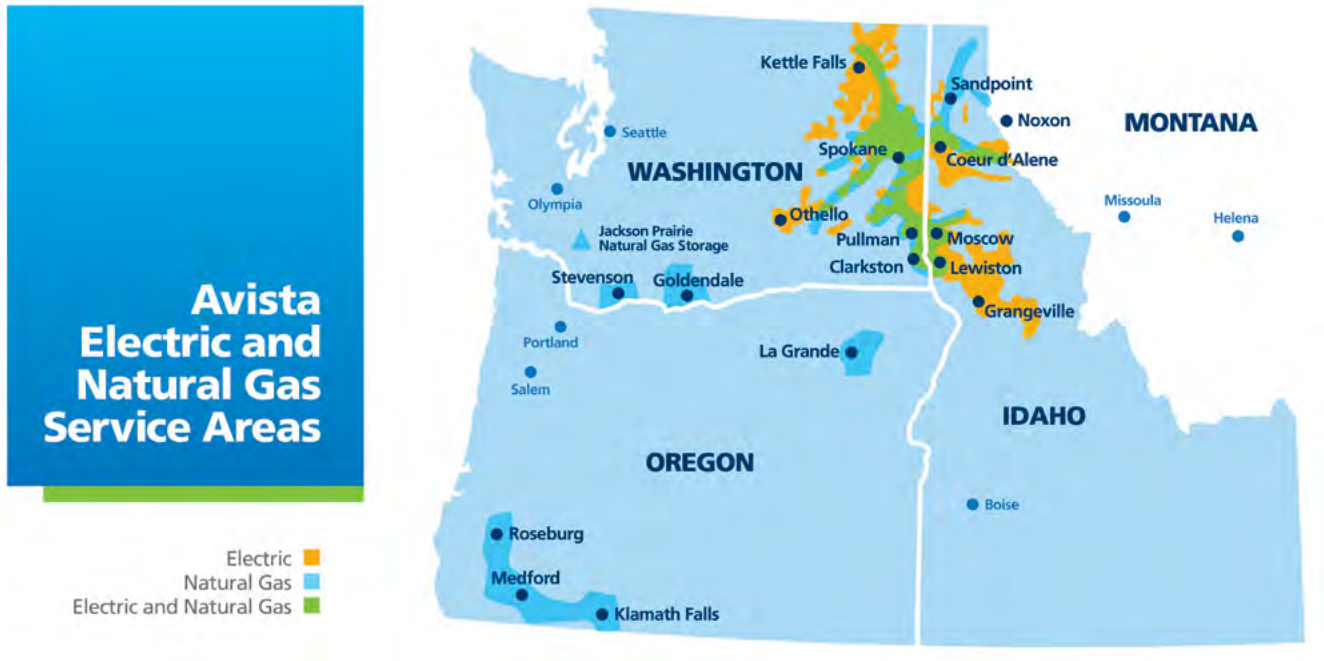 Avista
Electric and
Natural Gas
Service Areas
Electric
Natural Gas
Electric and Natural Gas
Kettle Falls
Sandpoint
Noxon
MONTANA
Seattle
Spokane
Coeur d'Alene
WASHINGTON
Missoula
Helena
Olympia
Othello
Jackson Prairie
Natural Gas Storage
Pullman
Moscow
Clarkston
Lewiston
Stevenson
Goldendale
Grangeville
Portland
La Grande
Salem
IDAHO
OREGON
Boise
Roseburg
Medford
Klamath Falls